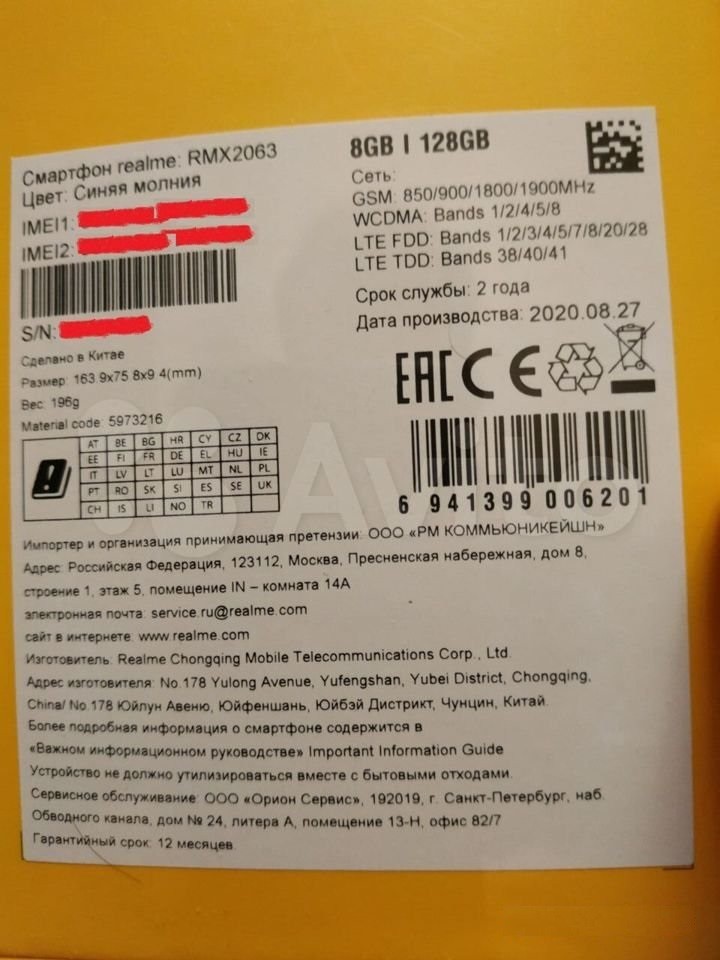 Смартфон realme: RMX2063
Цвет: Синяя молния
IMEI1:
IMEI2:
S/N:
Сделано в Китае
Размер: 163.9x75.8x9.4(mm)
Вес: 196g
Material code: 5973216
8GB | 128GB
Сеть:
GSM: 850/900/1800/1900MHz
WCDMA: Bands 1/2/4/5/8
LTE FDD: Bands 1/2/3/4/5/7/8/20/28
LTE TDD: Bands 38/40/41
Срок службы: 2 года
Дата производства: 2020.08.27
EAC CE
AT BE BG HR CY CZ DK
EE FI FR DE EL HU IE
IT LV LT LU MT NL PL
PT RO SK SI ES SE UK
CH IS LI NO TR
6 941399 006201
Avito
Импортер и организация принимающая претензии: ООО «РМ КОММЬЮНИКЕЙШН»
Адрес: Российская Федерация, 123112, Москва, Пресненская набережная, дом 8,
строение 1, этаж 5, помещение IN – комната 14А
электронная почта: service.ru@realme.com
сайт в интернете: www.realme.com
Изготовитель: Realme Chongqing Mobile Telecommunications Corp., Ltd.
Адрес изготовителя: No.178 Yulong Avenue, Yufengshan, Yubei District, Chongqing,
China/ No.178 Юйлун Авеню, Юйфеншань, Юйбэй Дистрикт, Чунцин, Китай.
Более подробная информация о смартфоне содержится в
«Важном информационном руководстве» Important Information Guide
Устройство не должно утилизироваться вместе с бытовыми отходами.
Сервисное обслуживание: ООО «Орион Сервис», 192019, г. Санкт-Петербург, наб.
Обводного канала, дом № 24, литера А, помещение 13-Н, офис 82/7
Гарантийный срок: 12 месяцев